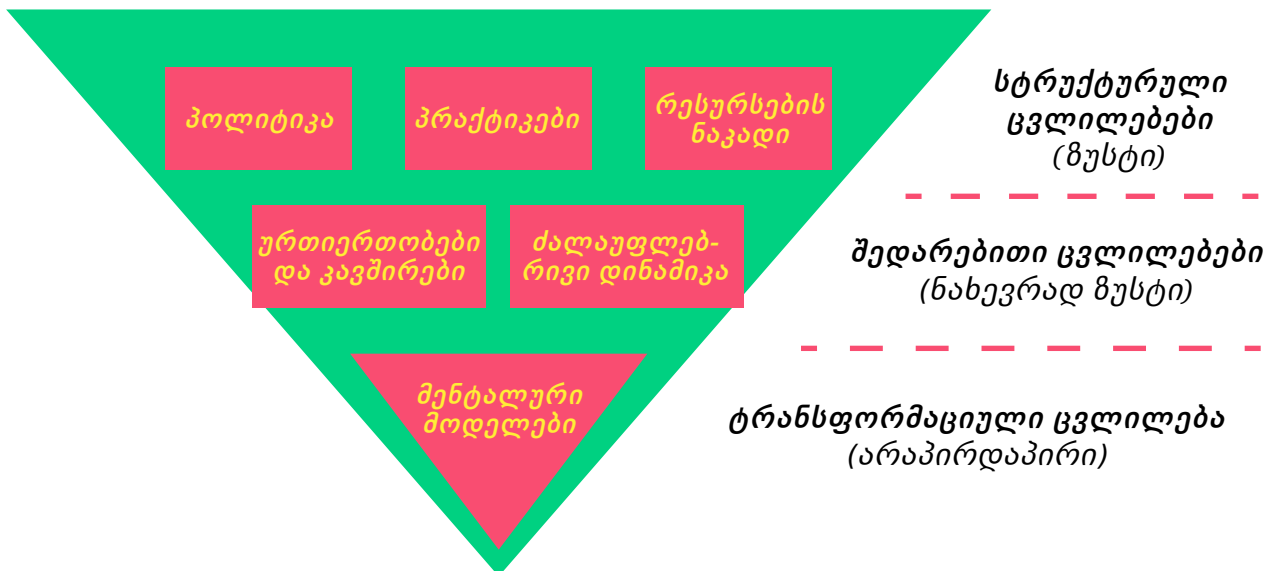 პოლიტიკა
პრაქტიკები
რესურსების
ნაკადი
სტრუქტურული
ცვლილებები
(ზუსტი)
ურთიერთობები
და კავშირები
ძალაუფლებ-
რივი დინამიკა
შედარებითი ცვლილებები
(ნახევრად ზუსტი)
მენტალური
მოდელები
ტრანსფორმაციული ცვლილება
(არაპირდაპირი)